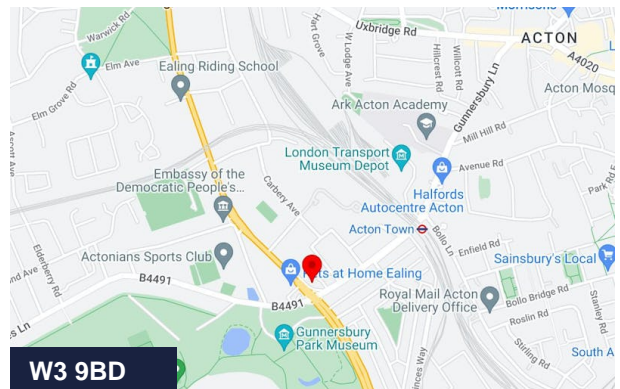 Morrisons
Uxbridge Rd
ACTON
A4020
Warwick Rd
Elm Ave
Elm Grove Rd
Ealing Riding School
W Lodge Ave
Hillcrest Rd
Willcott Rd
Gunnersbury Ln
Acton Mosq
Ark Acton Academy
Mill Hill Rd
London Transport
Museum Depot
Avenue Rd
Embassy of the
Democratic People's...
Carbery Ave
Halfords
Autocentre Acton
Park Rd E
Acton Town
Bollo Ln
Enfield Rd
Elderberry Rd
Actonians Sports Club
Sainsbury's Local
B4491
Pets at Home Ealing
B4491
Royal Mail Acton
Delivery Office
Bollo Bridge Rd
Roslin Rd
Stanley Rd
Stirling Rd
Gunnersbury
Park Museum
South A
W3 9BD